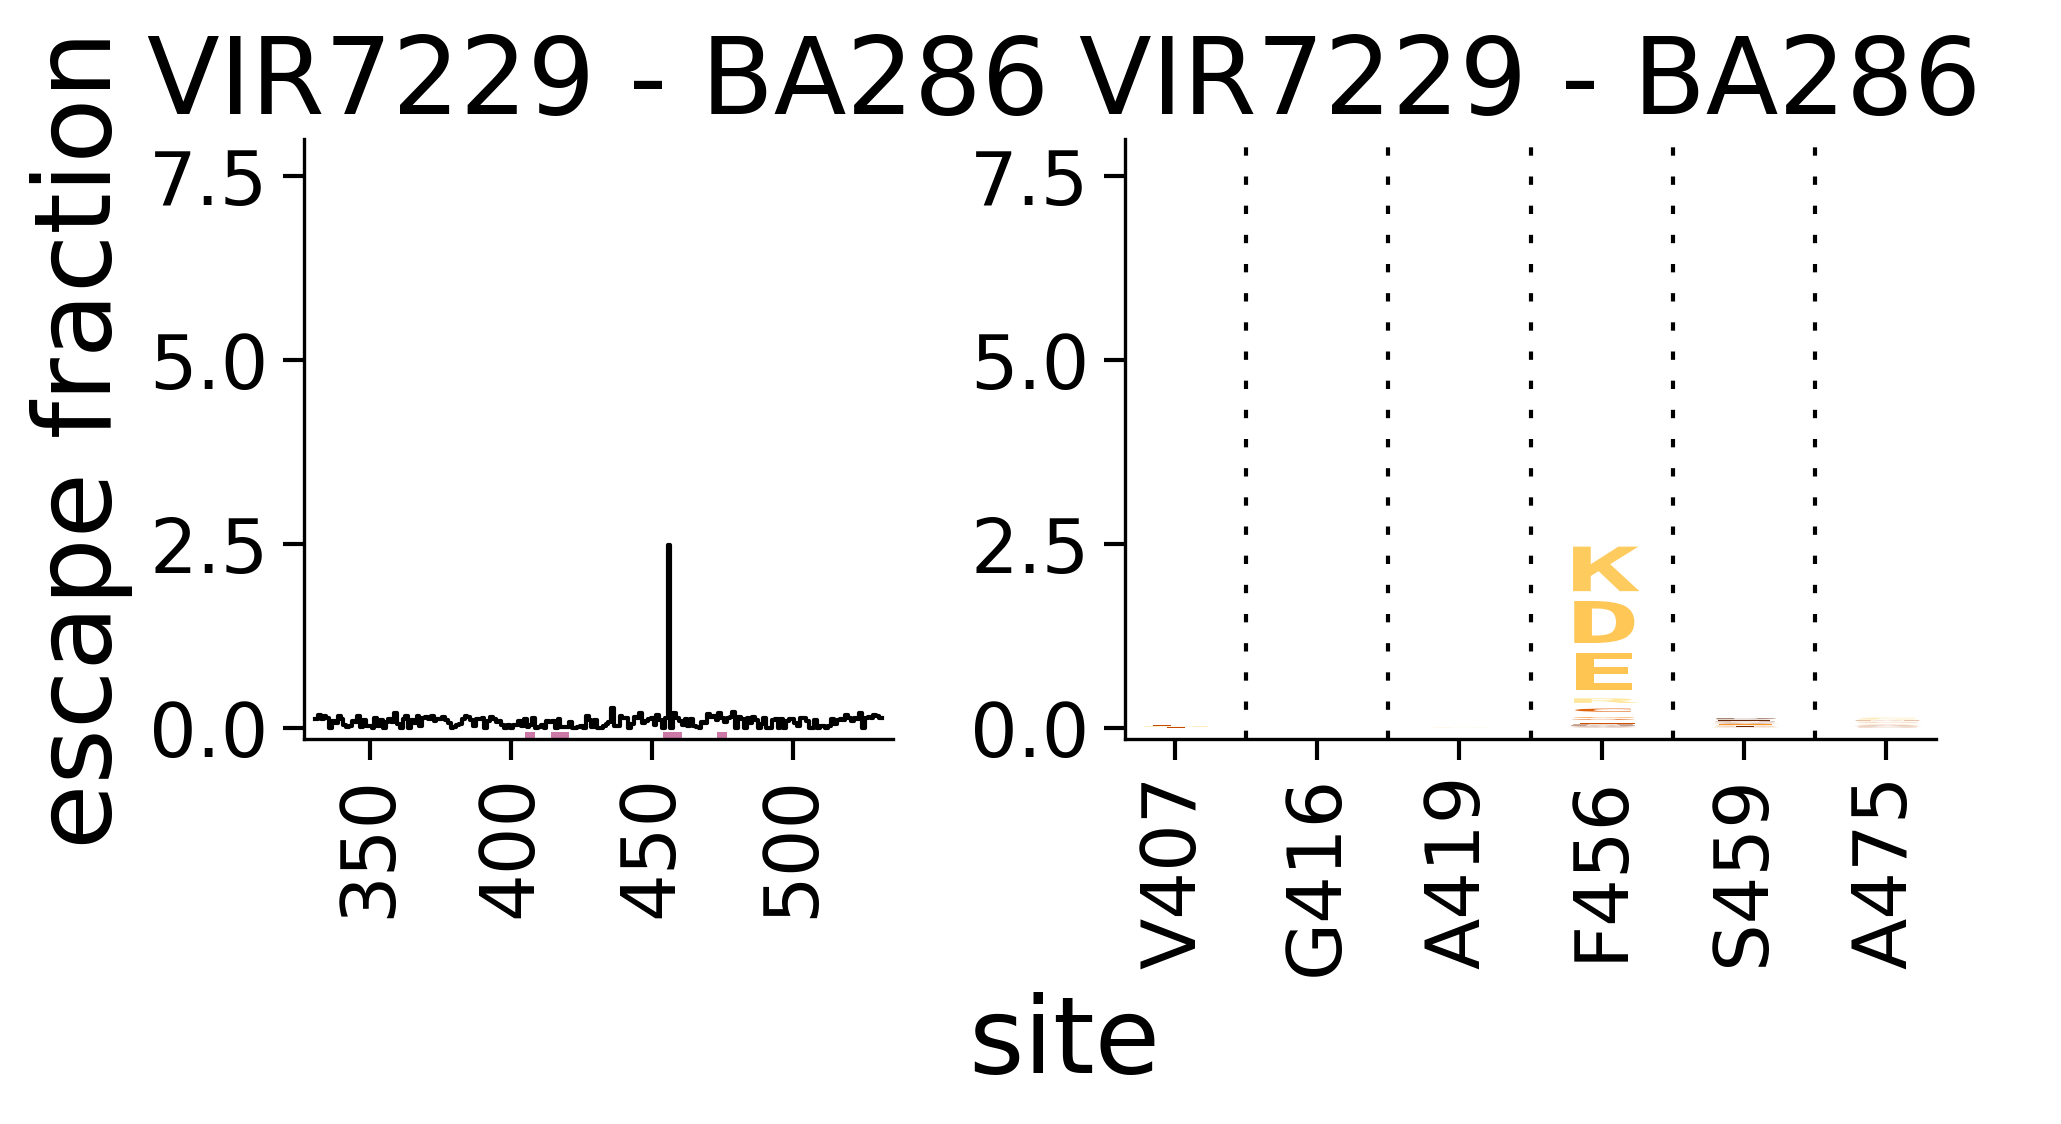 VIR7229 - BA286 VIR7229 - BA286
escape fraction
7.5
5.0
2.5
0.0
350
400
450
500
7.5
5.0
2.5
0.0
K
D
E
V407
G416
A419
F456
S459
A475
site